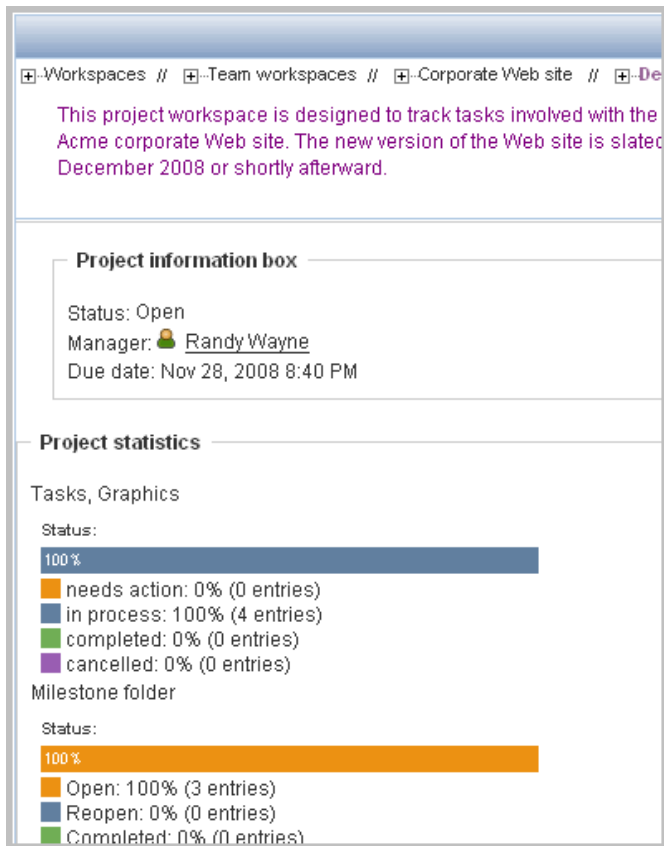 Workspaces // Team workspaces // Corporate Web site // De
This project workspace is designed to track tasks involved with the
Acme corporate Web site. The new version of the Web site is slated
December 2008 or shortly afterward.
Project information box
Status: Open
Manager: Randy Wayne
Due date: Nov 28, 2008 8:40 PM
Project statistics
Tasks, Graphics
Status:
100%
needs action: 0% (0 entries)
in process: 100% (4 entries)
completed: 0% (0 entries)
cancelled: 0% (0 entries)
Milestone folder
Status:
100%
Open: 100% (3 entries)
Reopen: 0% (0 entries)
Completed: 0% (0 entries)